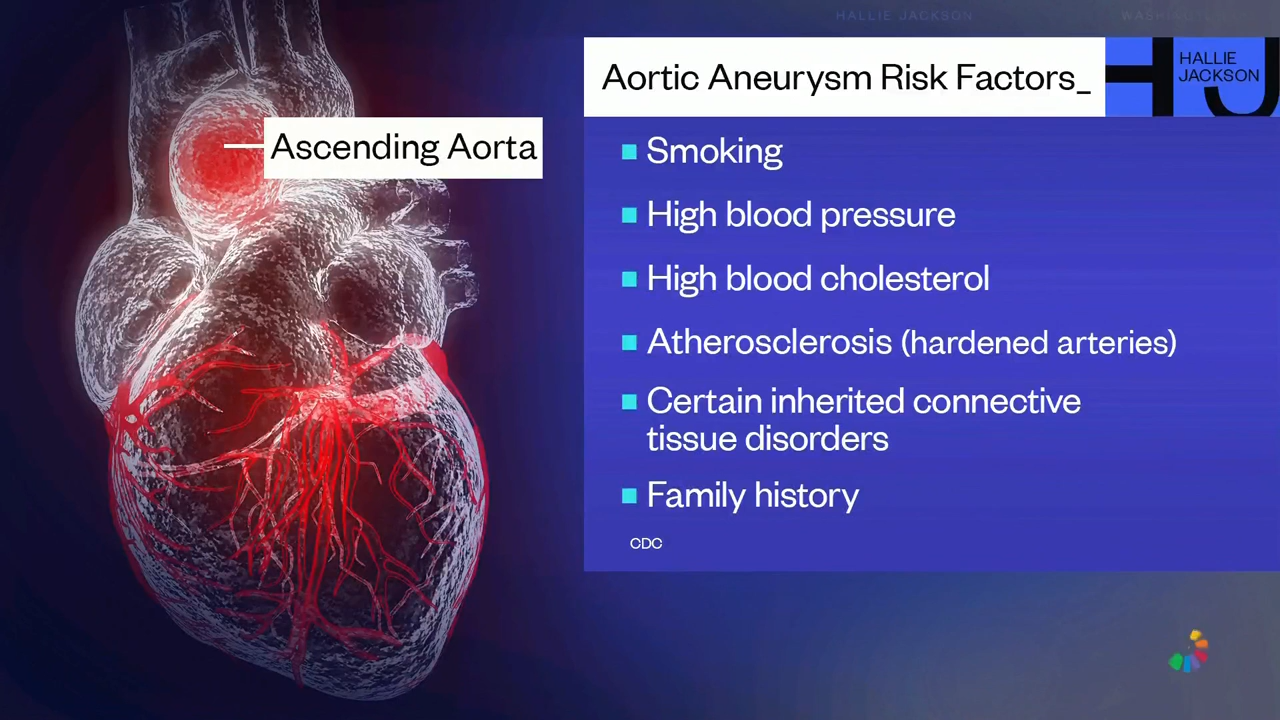 HALLIE JACKSON
Aortic Aneurysm Risk Factors_
HALLIE
JACKSON
Ascending Aorta
Smoking
High blood pressure
High blood cholesterol
Atherosclerosis (hardened arteries)
Certain inherited connective
tissue disorders
Family history
CDC